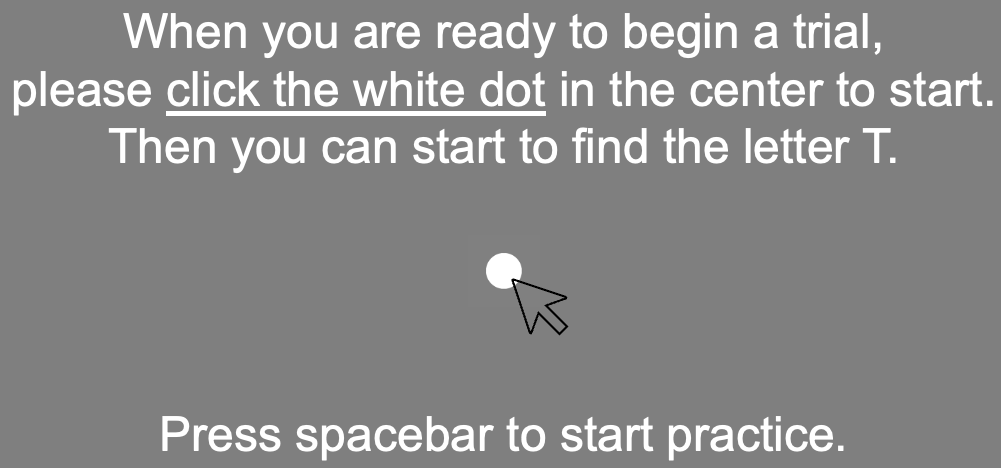 When you are ready to begin a trial,
please click the white dot in the center to start.
Then you can start to find the letter T.
Press spacebar to start practice.